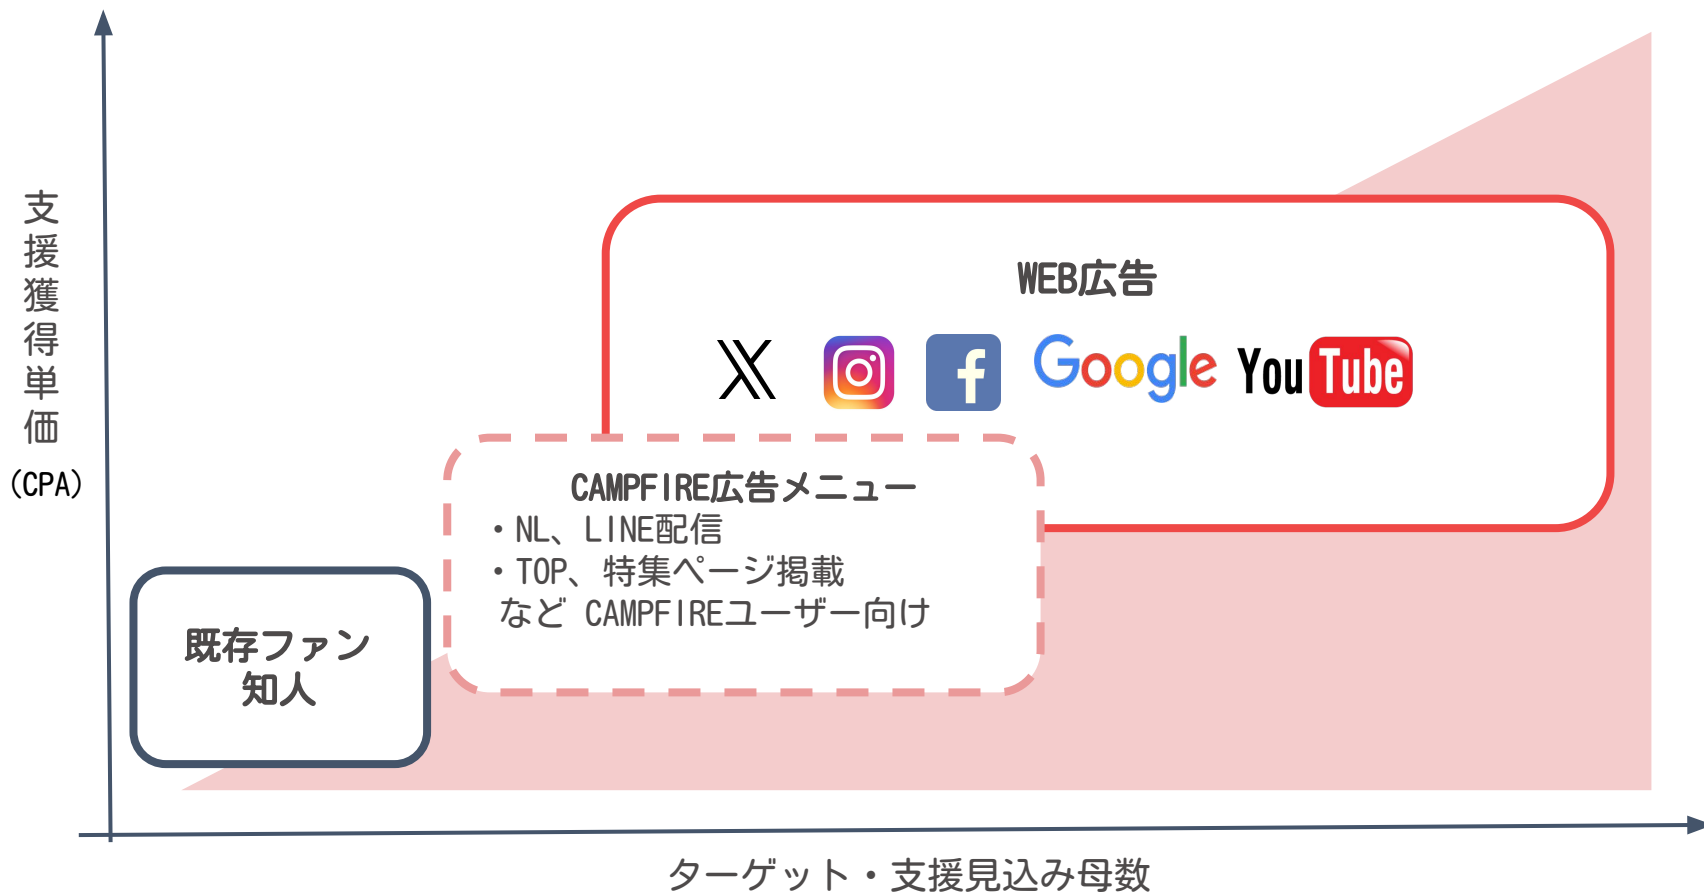 支援獲得単価
(CPA)
WEB広告
X
f
Google
YouTube
CAMPFIRE広告メニュー
・NL、LINE配信
・TOP、特集ページ掲載
など CAMPFIREユーザー向け
既存ファン
知人
ターゲット・支援見込み母数